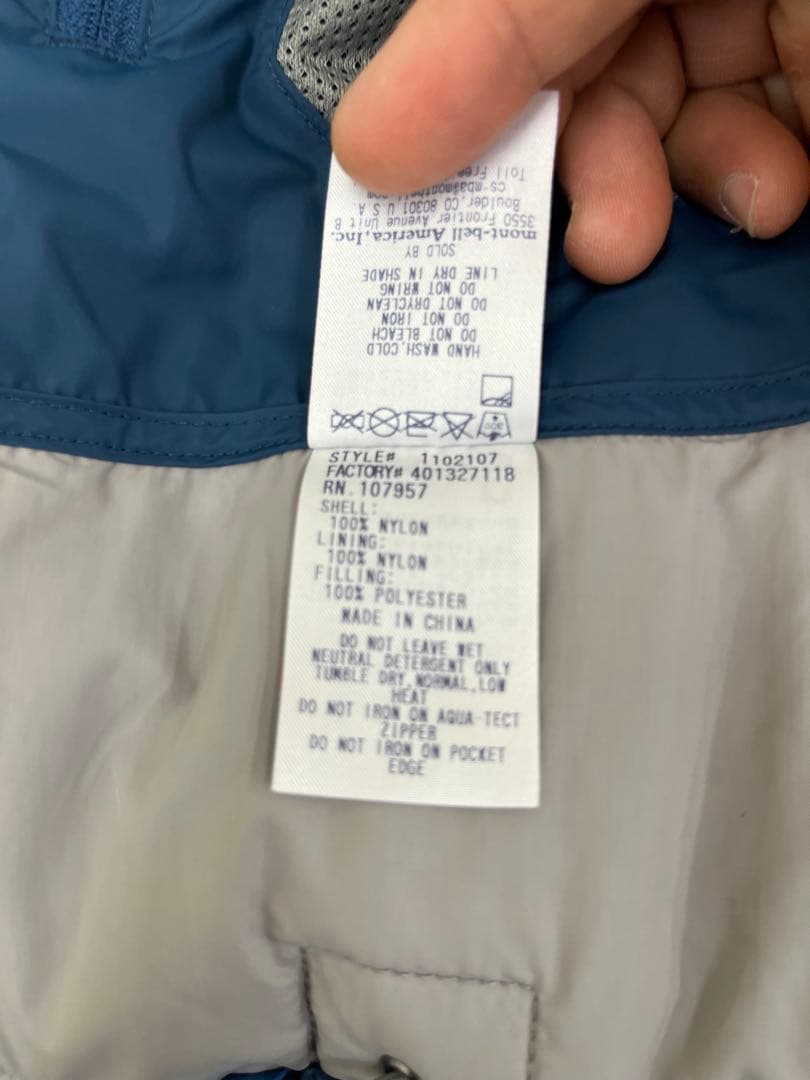 HAND WASH, COLD
DO NOT BLEACH
DO NOT IRON
DO NOT DRYCLEAN
DO NOT WRING
LINE DRY IN SHADE
SOLD BY
mont-bell America, Inc.
3550 Frontier Avenue Unit B
Boulder, CO 80301 U S A
Toll Free
STYLE# 1102107
FACTORY# 401327118
RN. 107957
SHELL:
100% NYLON
LINING:
100% NYLON
FILLING:
100% POLYESTER
MADE IN CHINA
DO NOT LEAVE WET
NEUTRAL DETERGENT ONLY
TUMBLE DRY, NORMAL, LOW
HEAT
DO NOT IRON ON AQUA-TECT
ZIPPER
DO NOT IRON ON POCKET
EDGE